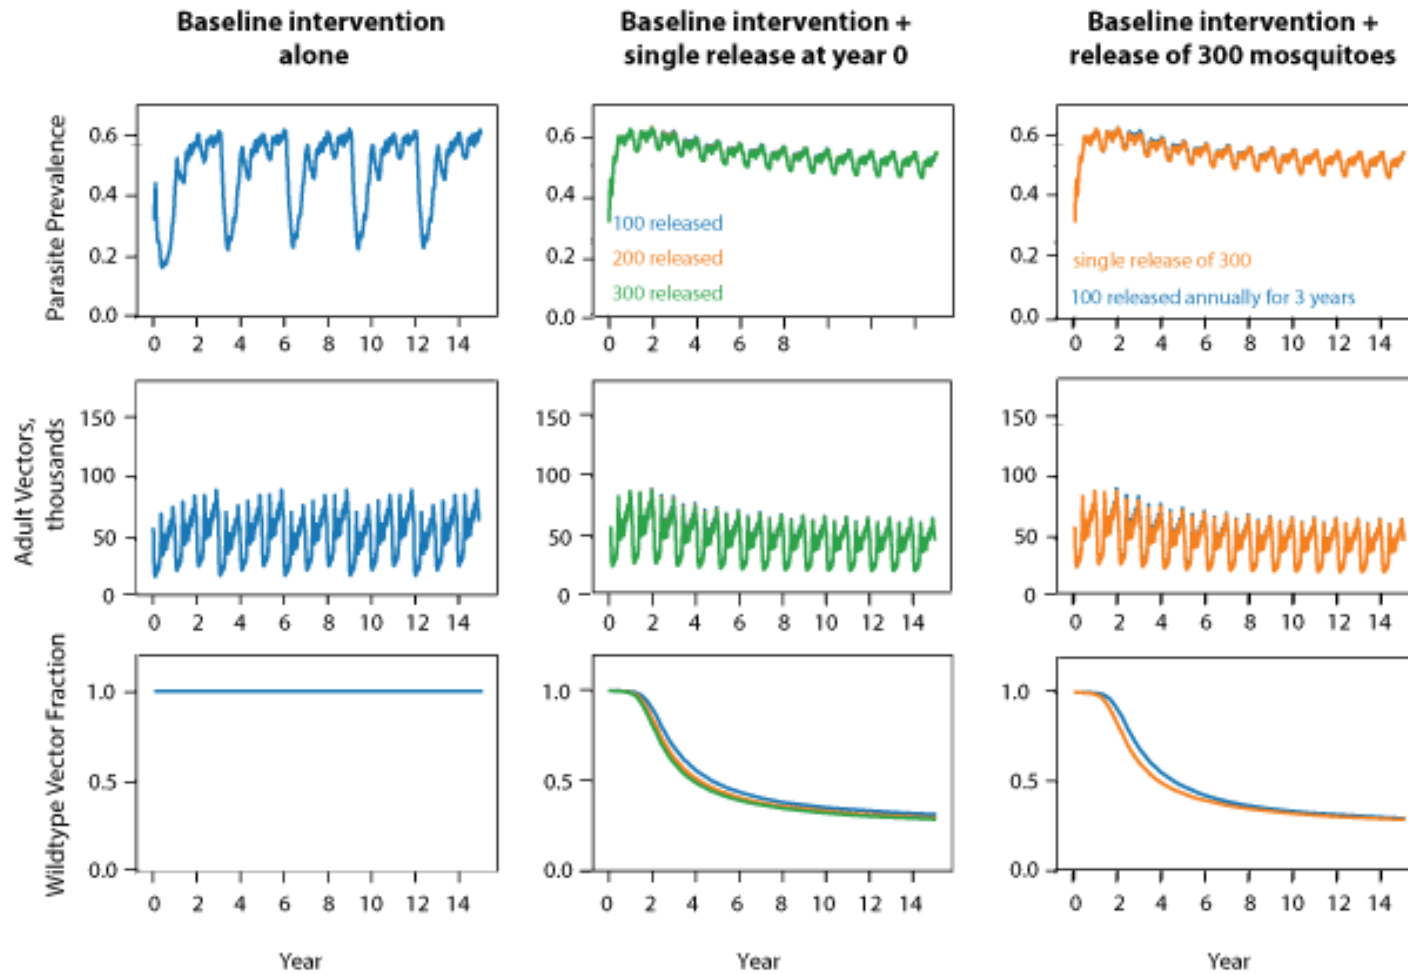 Baseline intervention
alone
Baseline intervention +
single release at year 0
Baseline intervention +
release of 300 mosquitoes
Parasite Prevalence
0.6
0.4
0.2
0.0
0 2 4 6 8 10 12 14
0.6
0.4
0.2
0.0
100 released
200 released
300 released
0 2 4 6 8
0.6
0.4
0.2
0.0
single release of 300
100 released annually for 3 years
0 2 4 6 8 10 12 14
Adult Vectors,
thousands
150
100
50
0
0 2 4 6 8 10 12 14
150
100
50
0
0 2 4 6 8 10 12 14
150
100
50
0
0 2 4 6 8 10 12 14
Wildtype Vector Fraction
1.0
0.5
0.0
0 2 4 6 8 10 12 14
1.0
0.5
0.0
0 2 4 6 8 10 12 14
1.0
0.5
0.0
0 2 4 6 8 10 12 14
Year
Year
Year